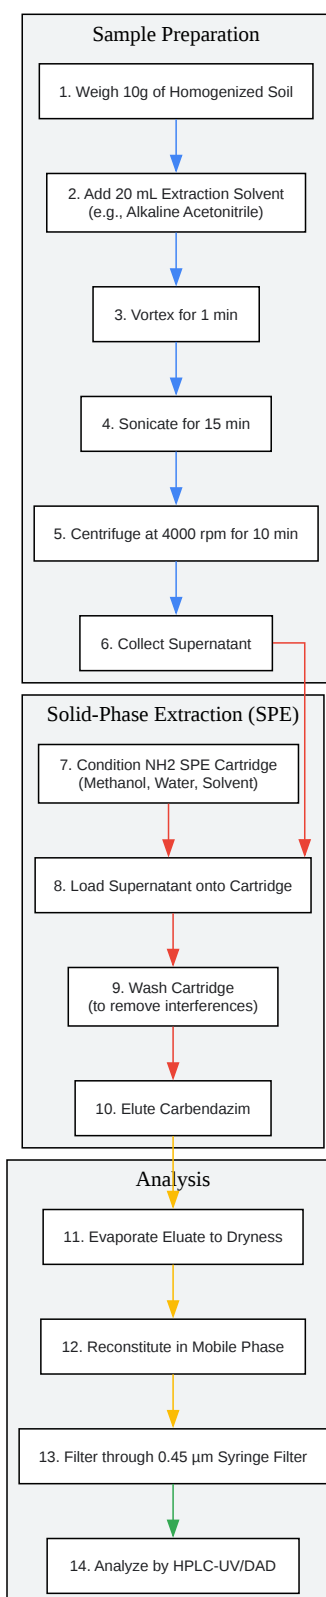 Sample Preparation
1. Weigh 10g of Homogenized Soil
2. Add 20 mL Extraction Solvent
(e.g., Alkaline Acetonitrile)
3. Vortex for 1 min
4. Sonicate for 15 min
5. Centrifuge at 4000 rpm for 10 min
6. Collect Supernatant
Solid-Phase Extraction (SPE)
7. Condition NH2 SPE Cartridge
(Methanol, Water, Solvent)
8. Load Supernatant onto Cartridge
9. Wash Cartridge
(to remove interferences)
10. Elute Carbendazim
Analysis
11. Evaporate Eluate to Dryness
12. Reconstitute in Mobile Phase
13. Filter through 0.45 µm Syringe Filter
14. Analyze by HPLC-UV/DAD